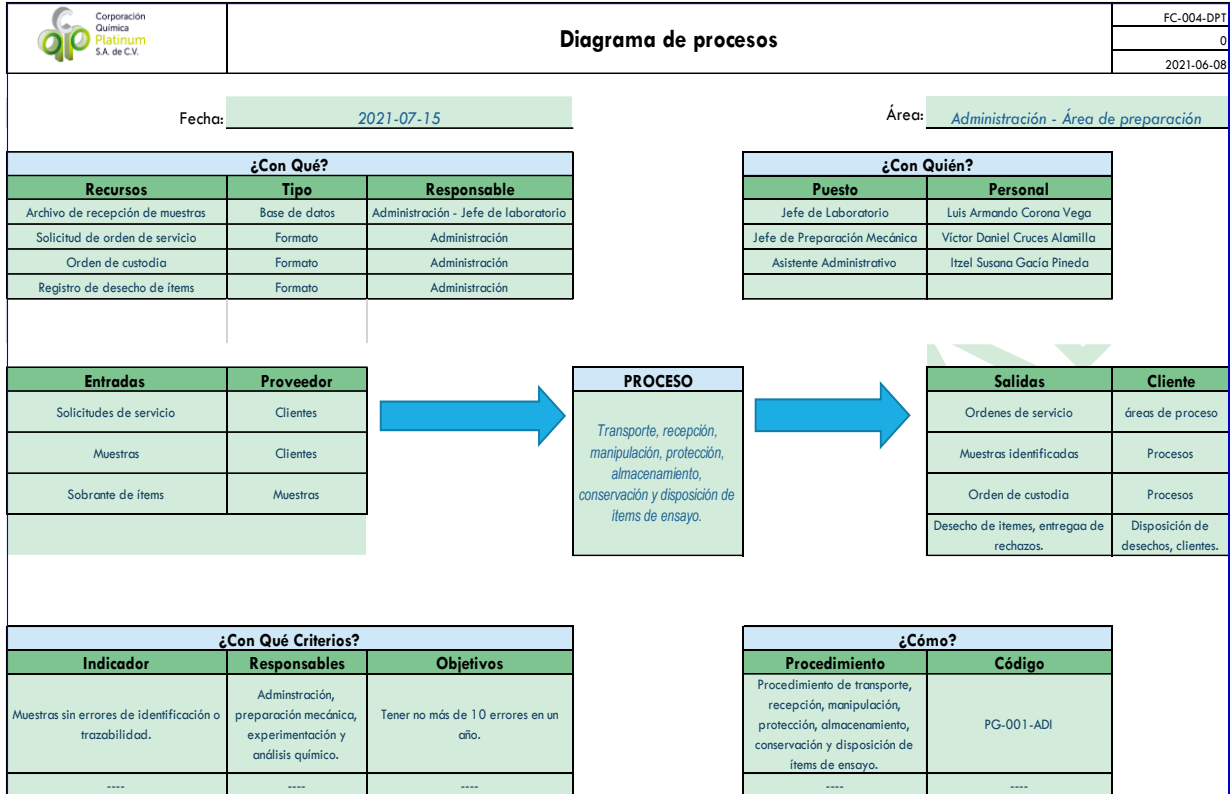 Corporación
Química
Platinum
S.A. de C.V.
Diagrama de procesos
FC-004-DPT
0
2021-06-08
Fecha: 2021-07-15
Área: Administración - Área de preparación
¿Con Qué?
Recursos Tipo Responsable
Archivo de recepción de muestras Base de datos Administración - Jefe de laboratorio
Solicitud de orden de servicio Formato Administración
Orden de custodia Formato Administración
Registro de desecho de ítems Formato Administración
¿Con Quién?
Puesto Personal
Jefe de Laboratorio Luis Armando Corona Vega
Jefe de Preparación Mecánica Víctor Daniel Cruces Alamilla
Asistente Administrativo Itzel Susana Gacía Pineda
Entradas Proveedor
Solicitudes de servicio Clientes
Muestras Clientes
Sobrante de ítems Muestras
PROCESO
Transporte, recepción,
manipulación, protección,
almacenamiento,
conservación y disposición de
ítems de ensayo.
Salidas Cliente
Ordenes de servicio áreas de proceso
Muestras identificadas Procesos
Orden de custodia Procesos
Desecho de itemes, entregaa de
rechazos.
Disposición de
desechos, clientes.
¿Con Qué Criterios?
Indicador Responsables Objetivos
Muestras sin errores de identificación o
trazabilidad.
Adminstración,
preparación mecánica,
experimentación y
análisis químico.
Tener no más de 10 errores en un
año.
---- ---- ----
¿Cómo?
Procedimiento Código
Procedimiento de transporte,
recepción, manipulación,
protección, almacenamiento,
conservación y disposición de
ítems de ensayo.
PG-001-ADI
---- ----